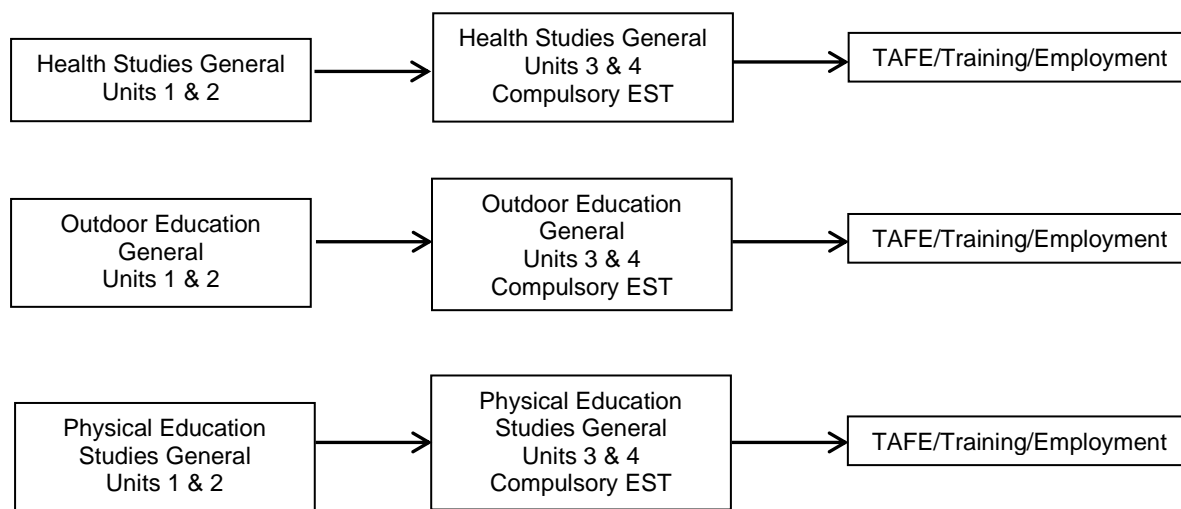 Health Studies General
Units 1 & 2
Health Studies General
Units 3 & 4
Compulsory EST
TAFE/Training/Employment
Outdoor Education
General
Units 1 & 2
Outdoor Education
General
Units 3 & 4
Compulsory EST
TAFE/Training/Employment
Physical Education
Studies General
Units 1 & 2
Physical Education
Studies General
Units 3 & 4
Compulsory EST
TAFE/Training/Employment